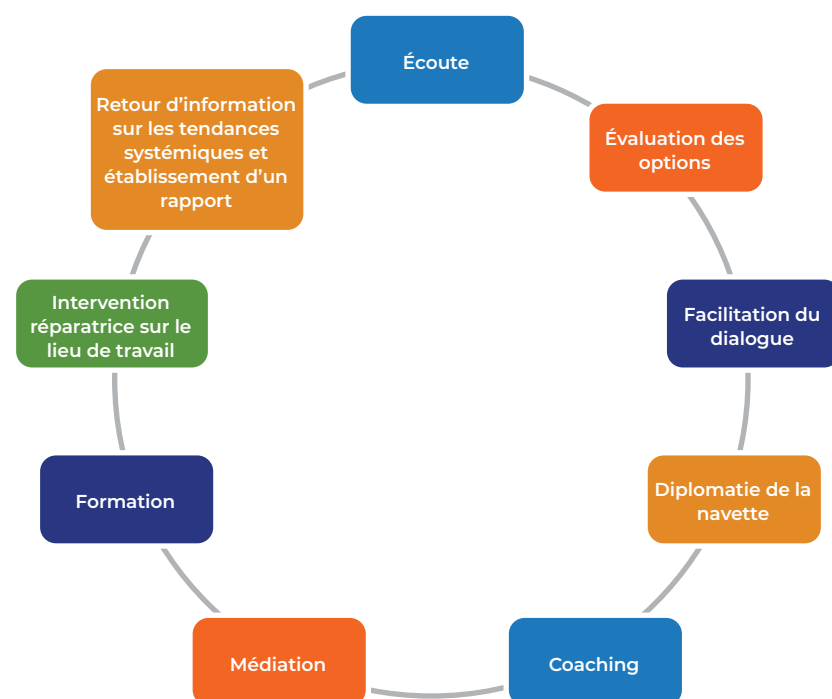 Écoute
Évaluation des
options
Facilitation du
dialogue
Diplomatie de la
navette
Coaching
Médiation
Formation
Intervention
réparatrice sur le
lieu de travail
Retour d’information
sur les tendances
systémiques et
établissement d’un
rapport